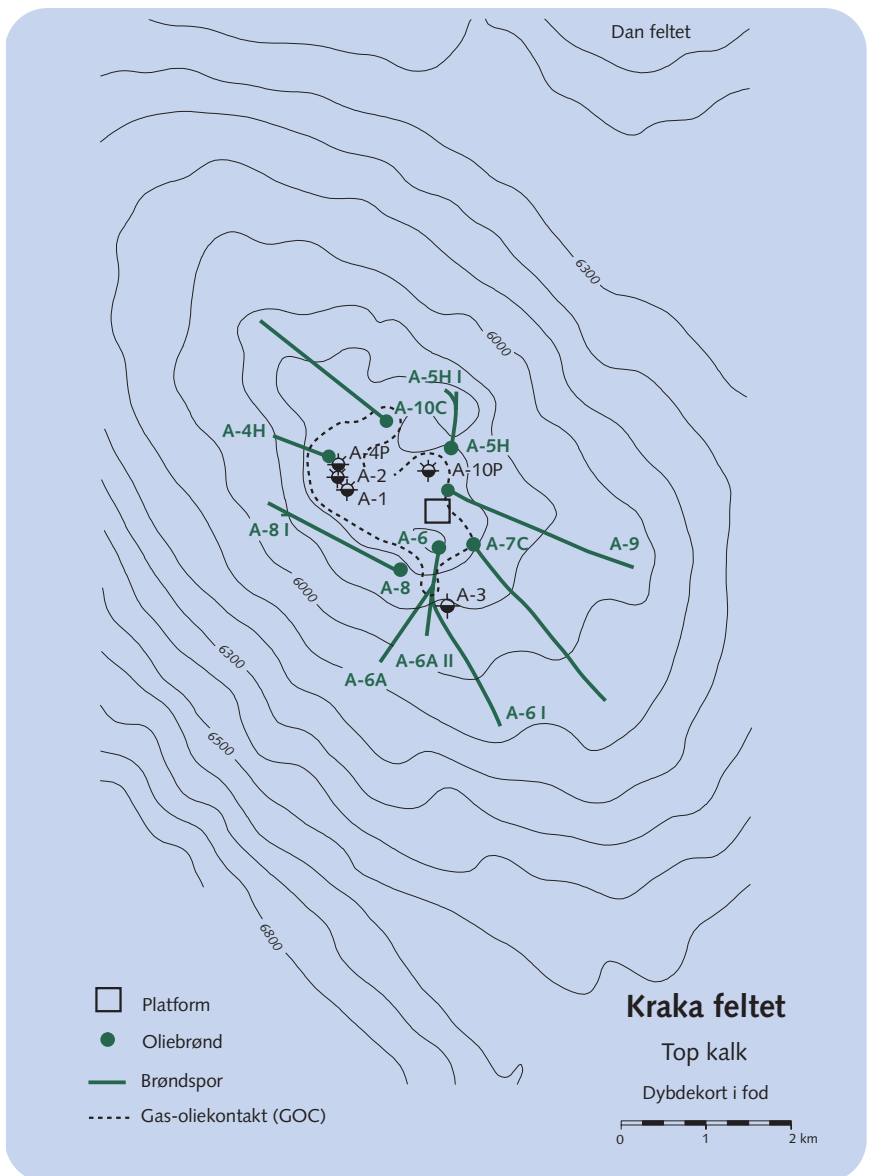 Dan feltet
6300
6000
A-5H I
A-10C
A-4H
A-5H
A-4P
A-10P
A-2
A-1
A-8 I
A-6
A-7C
A-9
A-8
6000
A-3
6300
A-6A II
A-6A
A-6 I
6500
6800
Platform
Oliebrønd
Brøndspor
Gas-oliekontakt (GOC)
Kraka feltet
Top kalk
Dybdekort i fod
0 1 2 km